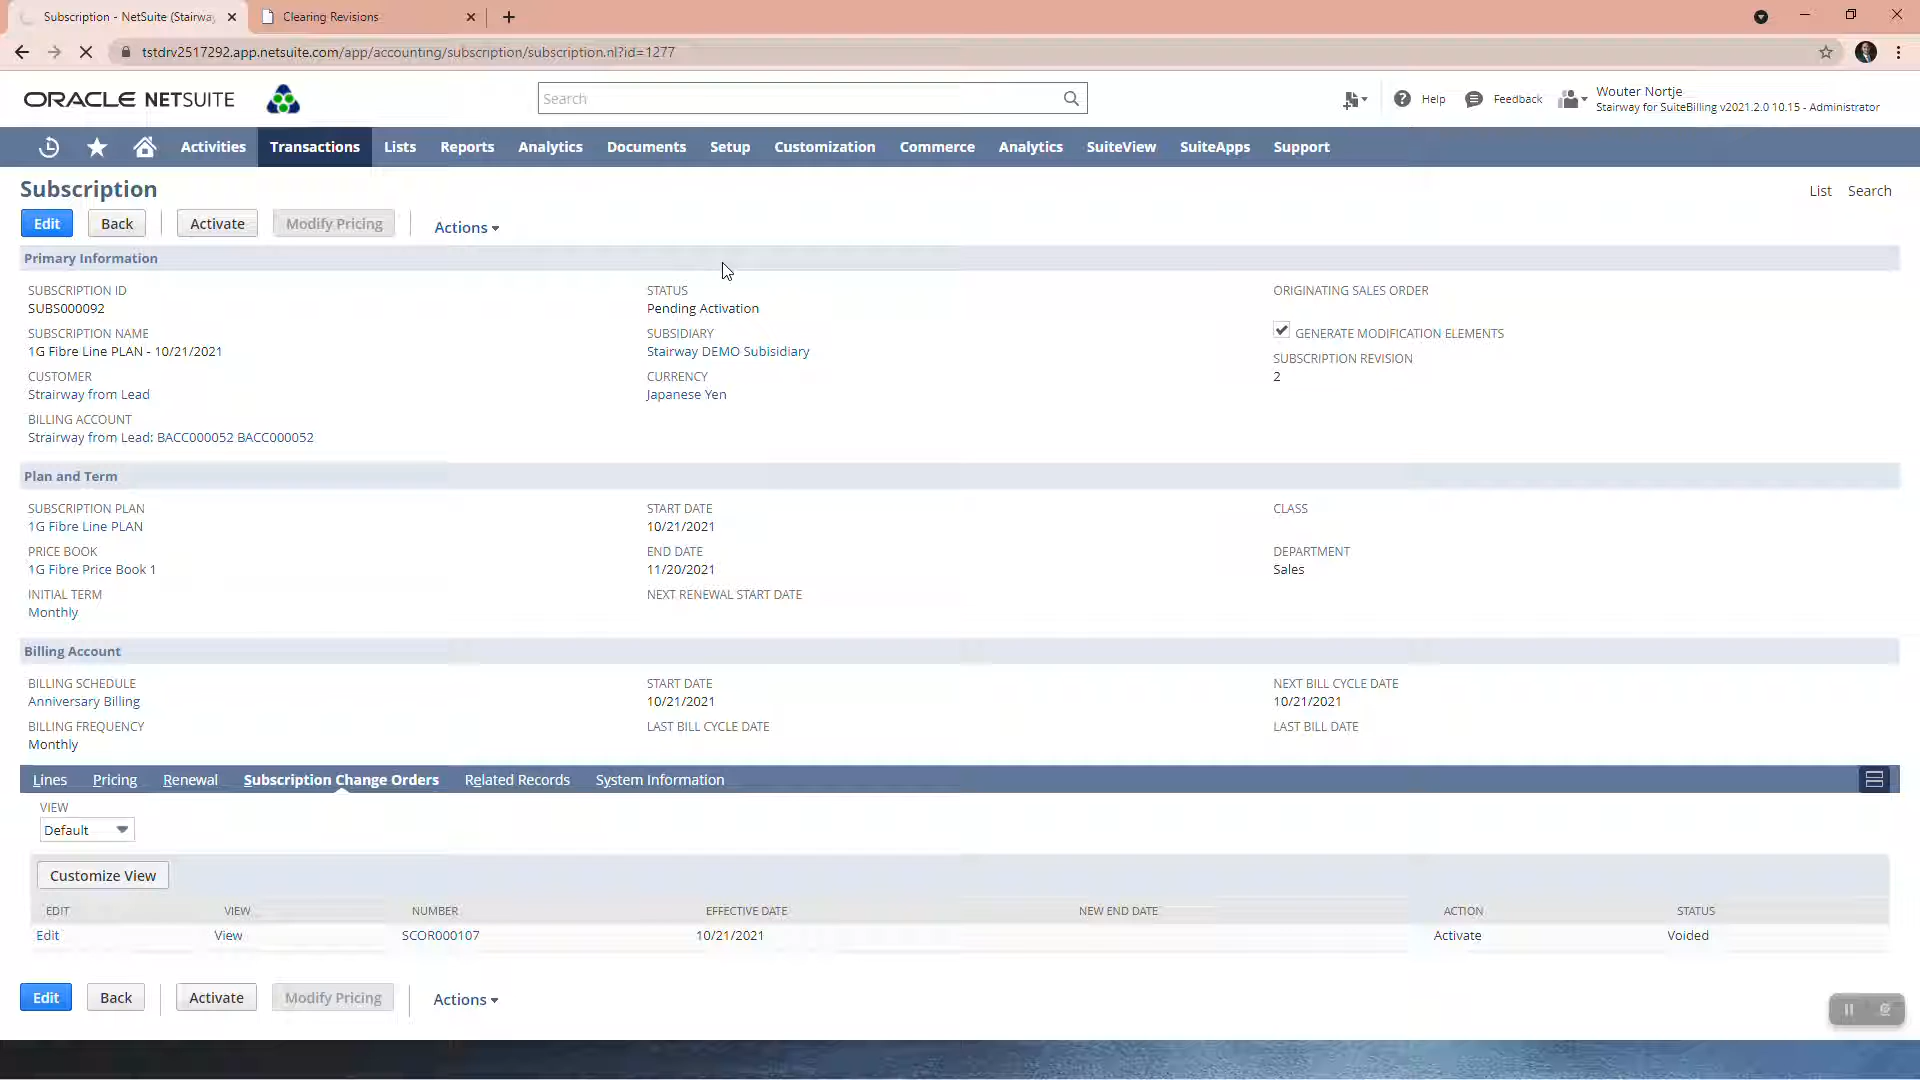 Subscription - NetSuite (Stairwa
Clearing Revisions
tstdrv2517292.app.netsuite.com/app/accounting/subscription/subscription.nl?id=1277
ORACLE NETSUITE
Search
Help
Feedback
Wouter Nortje
Stairway for SuiteBilling v2021.2.0 10.15 - Administrator
Activities Transactions Lists Reports Analytics Documents Setup Customization Commerce Analytics SuiteView SuiteApps Support
Subscription
List Search
Edit Back Activate Modify Pricing Actions
Primary Information
SUBSCRIPTION ID
SUBS000092
SUBSCRIPTION NAME
1G Fibre Line PLAN - 10/21/2021
CUSTOMER
Strairway from Lead
BILLING ACCOUNT
Strairway from Lead: BACC000052 BACC000052
STATUS
Pending Activation
SUBSIDIARY
Stairway DEMO Subisidiary
CURRENCY
Japanese Yen
ORIGINATING SALES ORDER
GENERATE MODIFICATION ELEMENTS
SUBSCRIPTION REVISION
2
Plan and Term
SUBSCRIPTION PLAN
1G Fibre Line PLAN
PRICE BOOK
1G Fibre Price Book 1
INITIAL TERM
Monthly
START DATE
10/21/2021
END DATE
11/20/2021
NEXT RENEWAL START DATE
CLASS
DEPARTMENT
Sales
Billing Account
BILLING SCHEDULE
Anniversary Billing
BILLING FREQUENCY
Monthly
START DATE
10/21/2021
LAST BILL CYCLE DATE
NEXT BILL CYCLE DATE
10/21/2021
LAST BILL DATE
Lines Pricing Renewal Subscription Change Orders Related Records System Information
VIEW
Default
Customize View
EDIT VIEW NUMBER EFFECTIVE DATE NEW END DATE ACTION STATUS
Edit View SCOR000107 10/21/2021 Activate Voided
Edit Back Activate Modify Pricing Actions